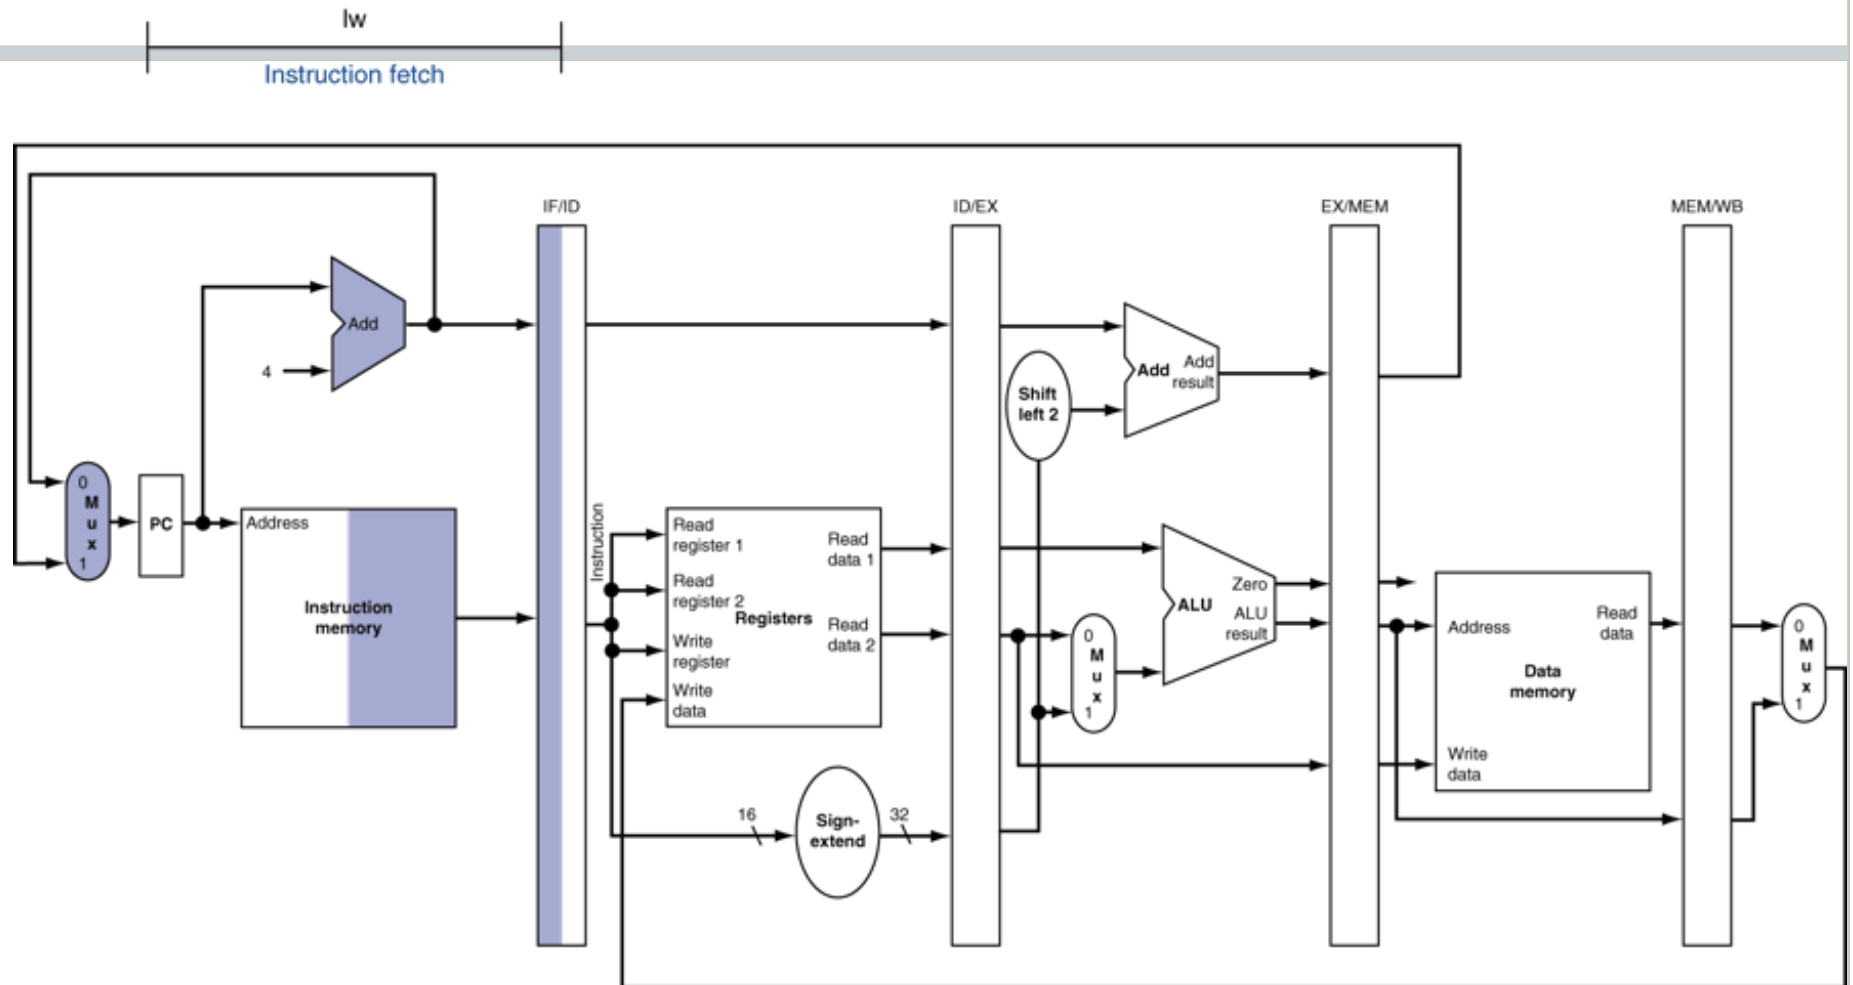 lw
Instruction fetch
IF/ID
ID/EX
EX/MEM
MEM/WB
Add
4
Add
Add
result
Shift
left 2
0
M
u
x
1
PC
Address
Instruction
memory
Instruction
Read
register 1
Read
register 2
Write
register
Write
data
Registers
Read
data 1
Read
data 2
16
Sign-
extend
32
0
M
u
x
1
ALU
Zero
ALU
result
Address
Read
data
Data
memory
Write
data
0
M
u
x
1